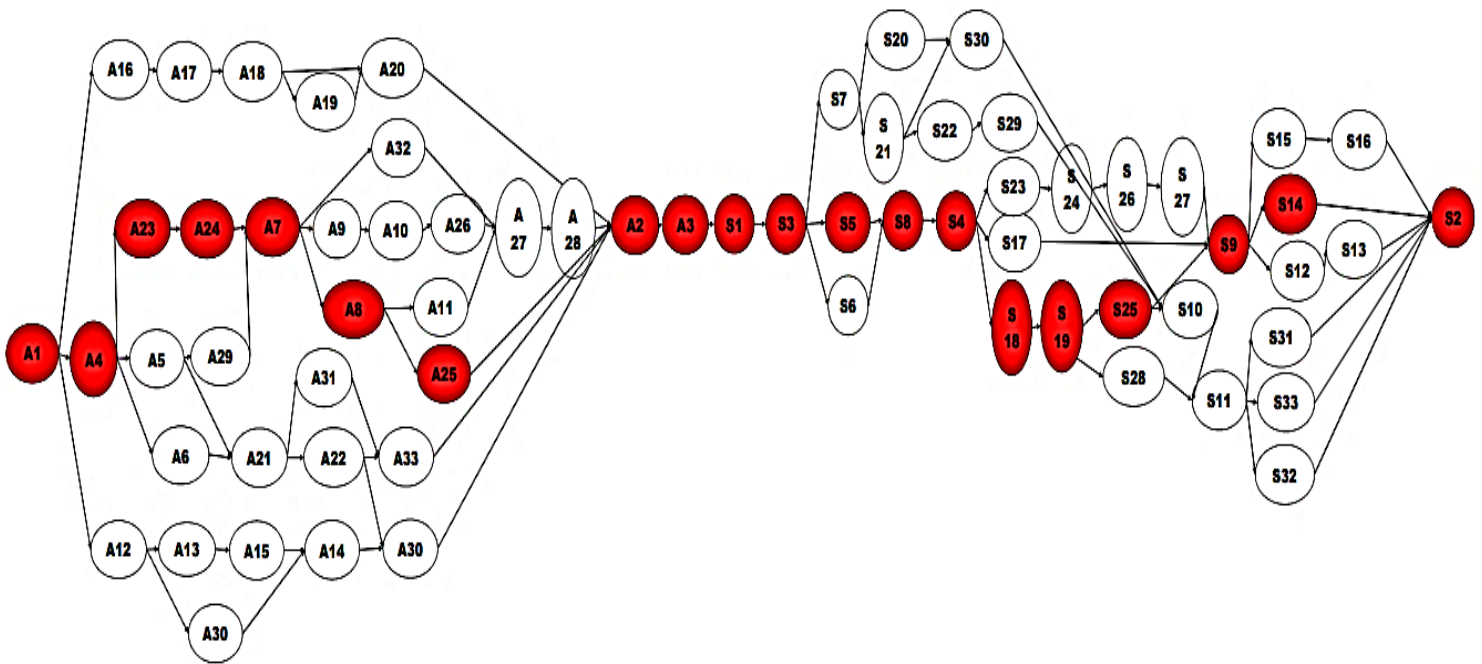 A16
A17
A18
A19
A20
A32
A23
A24
A7
A9
A10
A26
A
27
A
28
A8
A11
A25
A1
A4
A5
A29
A31
A6
A21
A22
A33
A12
A13
A15
A14
A30
A30
A2
A3
S1
S3
S7
S20
S30
S
21
S22
S29
S5
S8
S4
S6
S23
S
24
S
26
S
27
S17
S
18
S
19
S25
S28
S10
S11
S9
S15
S16
S14
S12
S13
S31
S33
S32
S2